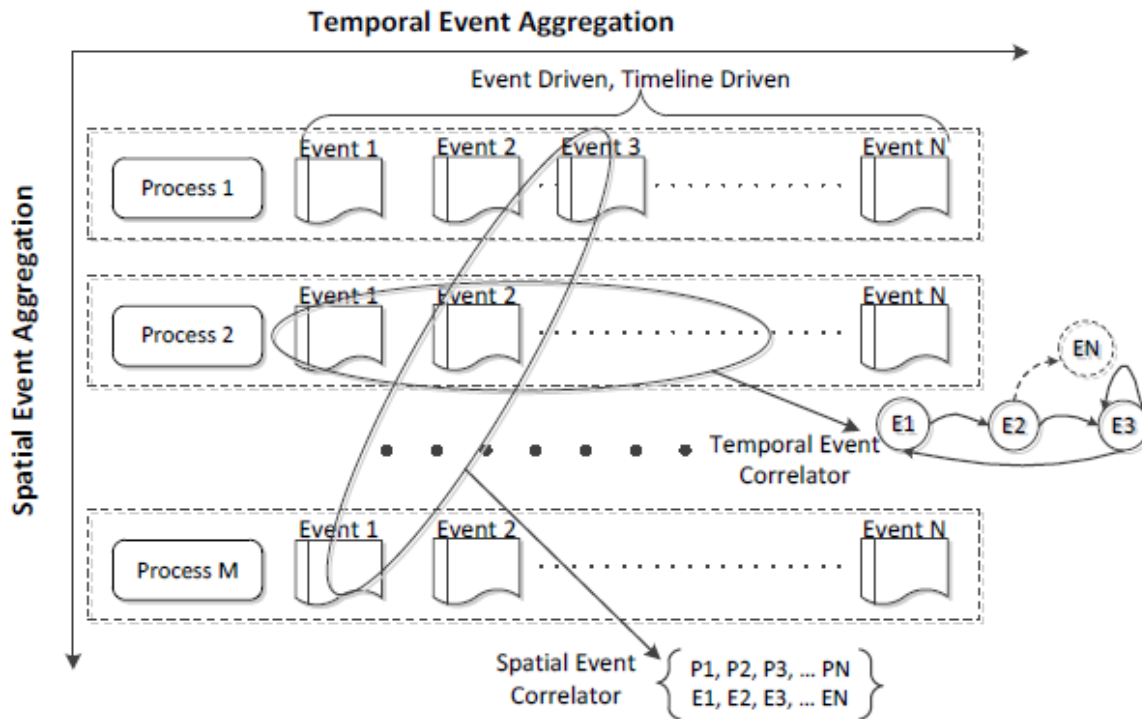 Temporal Event Aggregation
Spatial Event Aggregation
Event Driven, Timeline Driven
Process 1
Event 1
Event 2
Event 3
Event N
Process 2
Event 1
Event 2
Event N
EN
E1
E2
E3
Temporal Event
Correlator
Process M
Event 1
Event 2
Event N
Spatial Event
Correlator
P1, P2, P3, ... PN
E1, E2, E3, ... EN